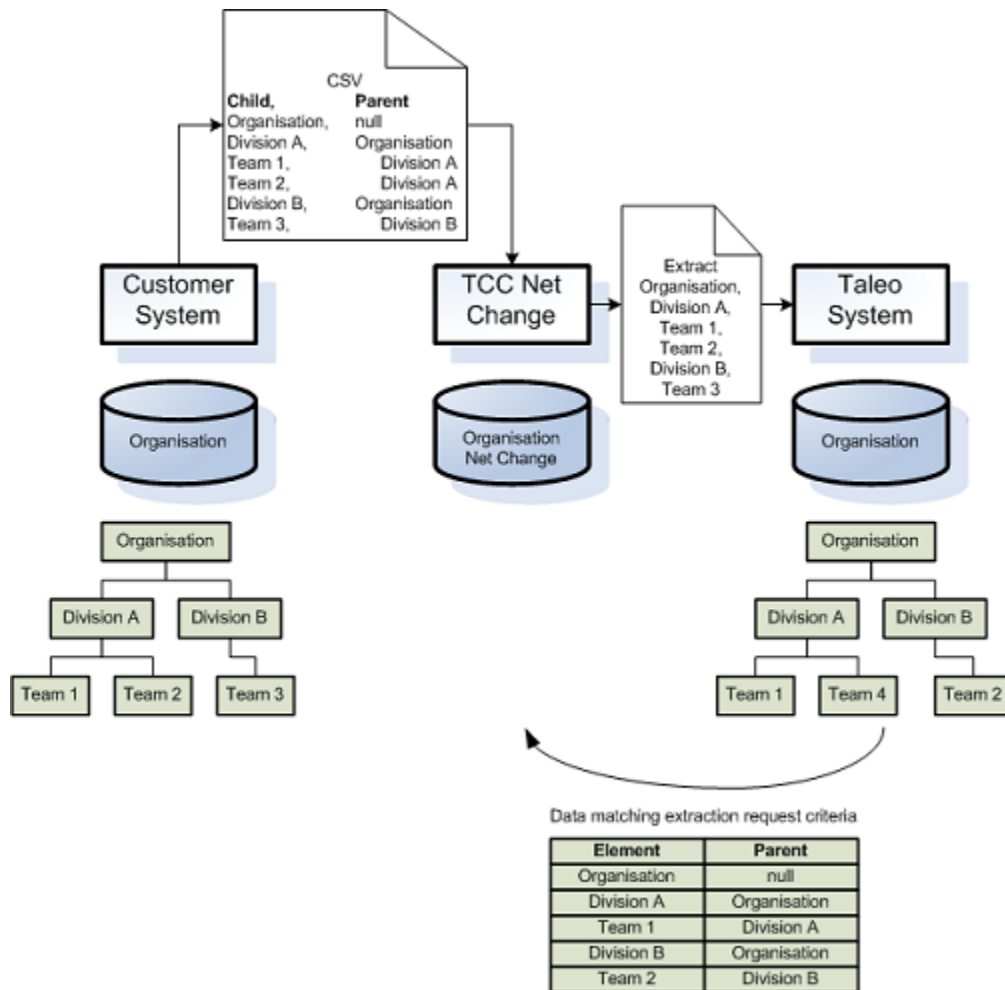 CSV
Child, Parent
Organisation, null
Division A, Organisation
Team 1, Division A
Team 2, Division A
Division B, Organisation
Team 3, Division B
Customer
System
TCC Net
Change
Extract
Organisation,
Division A,
Team 1,
Team 2,
Division B,
Team 3
Taleo
System
Organisation
Organisation
Net Change
Organisation
Organisation
Division A Division B
Team 1 Team 2 Team 3
Organisation
Division A Division B
Team 1 Team 4 Team 2
Data matching extraction request criteria
Element Parent
Organisation null
Division A Organisation
Team 1 Division A
Division B Organisation
Team 2 Division B